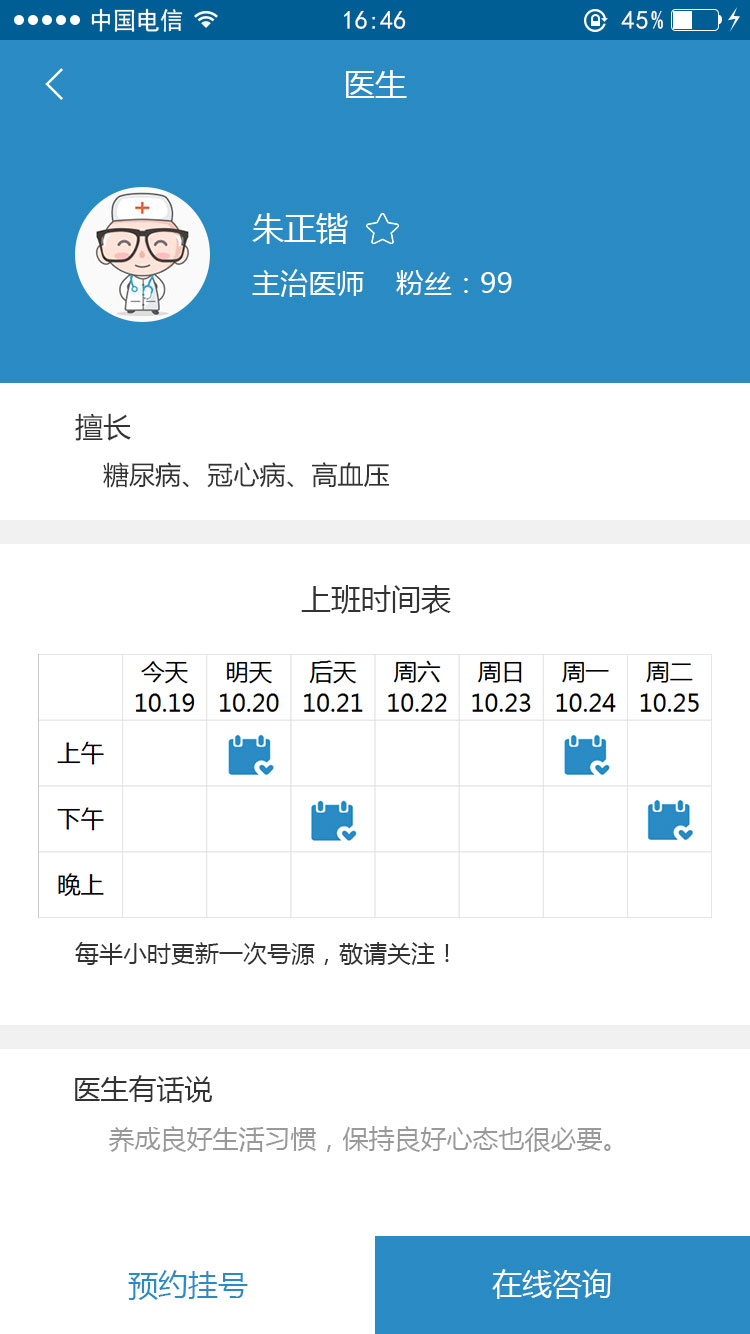 中国电信 16:46 45%
医生
朱正锴
主治医师 粉丝：99
擅长
糖尿病、冠心病、高血压
上班时间表
今天 明天 后天 周六 周日 周一 周二
10.19 10.20 10.21 10.22 10.23 10.24 10.25
上午
下午
晚上
每半小时更新一次号源，敬请关注！
医生有话说
养成良好生活习惯，保持良好心态也很必要。
预约挂号 在线咨询